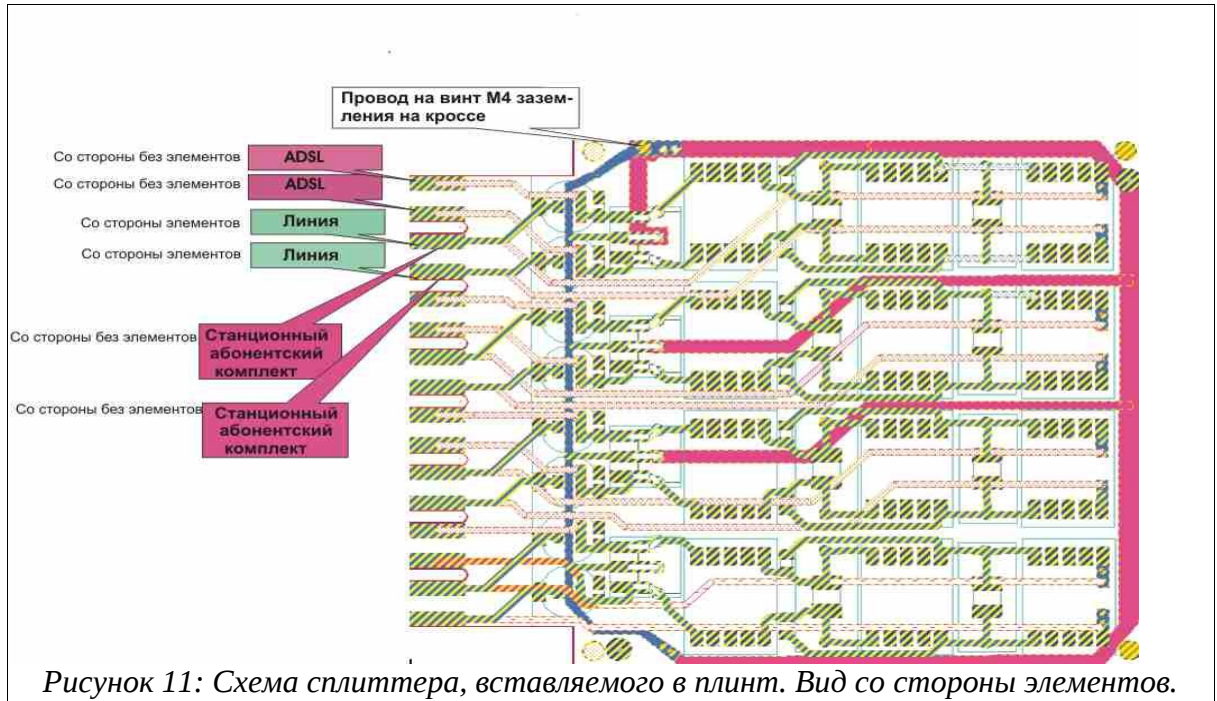 Провод на винт М4 зазем-
ления на кроссе
Со стороны без элементов
ADSL
Со стороны без элементов
ADSL
Со стороны элементов
Линия
Со стороны элементов
Линия
Со стороны без элементов
Станционный
абонентский
комплект
Со стороны без элементов
Станционный
абонентский
комплект
Рисунок 11: Схема сплиттера, вставляемого в плинт. Вид со стороны элементов.